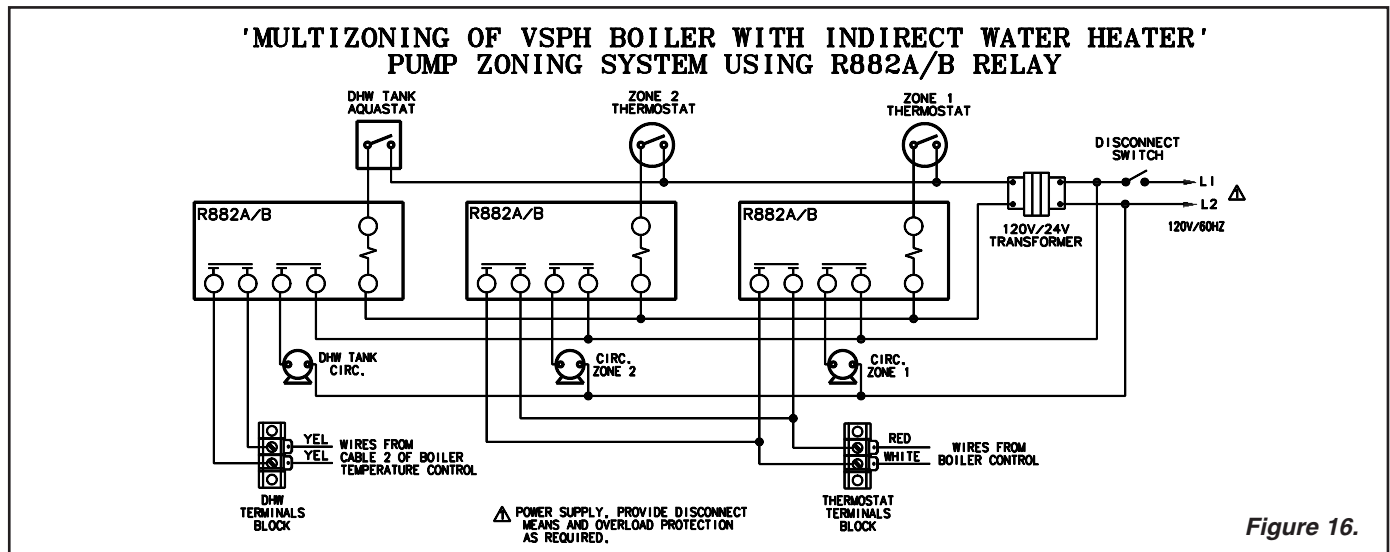 'MULTIZONING OF VSPH BOILER WITH INDIRECT WATER HEATER'
PUMP ZONING SYSTEM USING R882A/B RELAY
DHW TANK
AQUASTAT
ZONE 2
THERMOSTAT
ZONE 1
THERMOSTAT
DISCONNECT
SWITCH
L1
L2
120V/60HZ
120V/24V
TRANSFORMER
R882A/B
R882A/B
R882A/B
DHW TANK
CIRC.
CIRC.
ZONE 2
CIRC.
ZONE 1
YEL
YEL
WIRES FROM
CABLE 2 OF BOILER
TEMPERATURE CONTROL
DHW
TERMINALS
BLOCK
RED
WHITE
WIRES FROM
BOILER CONTROL
THERMOSTAT
TERMINALS
BLOCK
⚠ POWER SUPPLY, PROVIDE DISCONNECT
MEANS AND OVERLOAD PROTECTION
AS REQUIRED.
Figure 16.